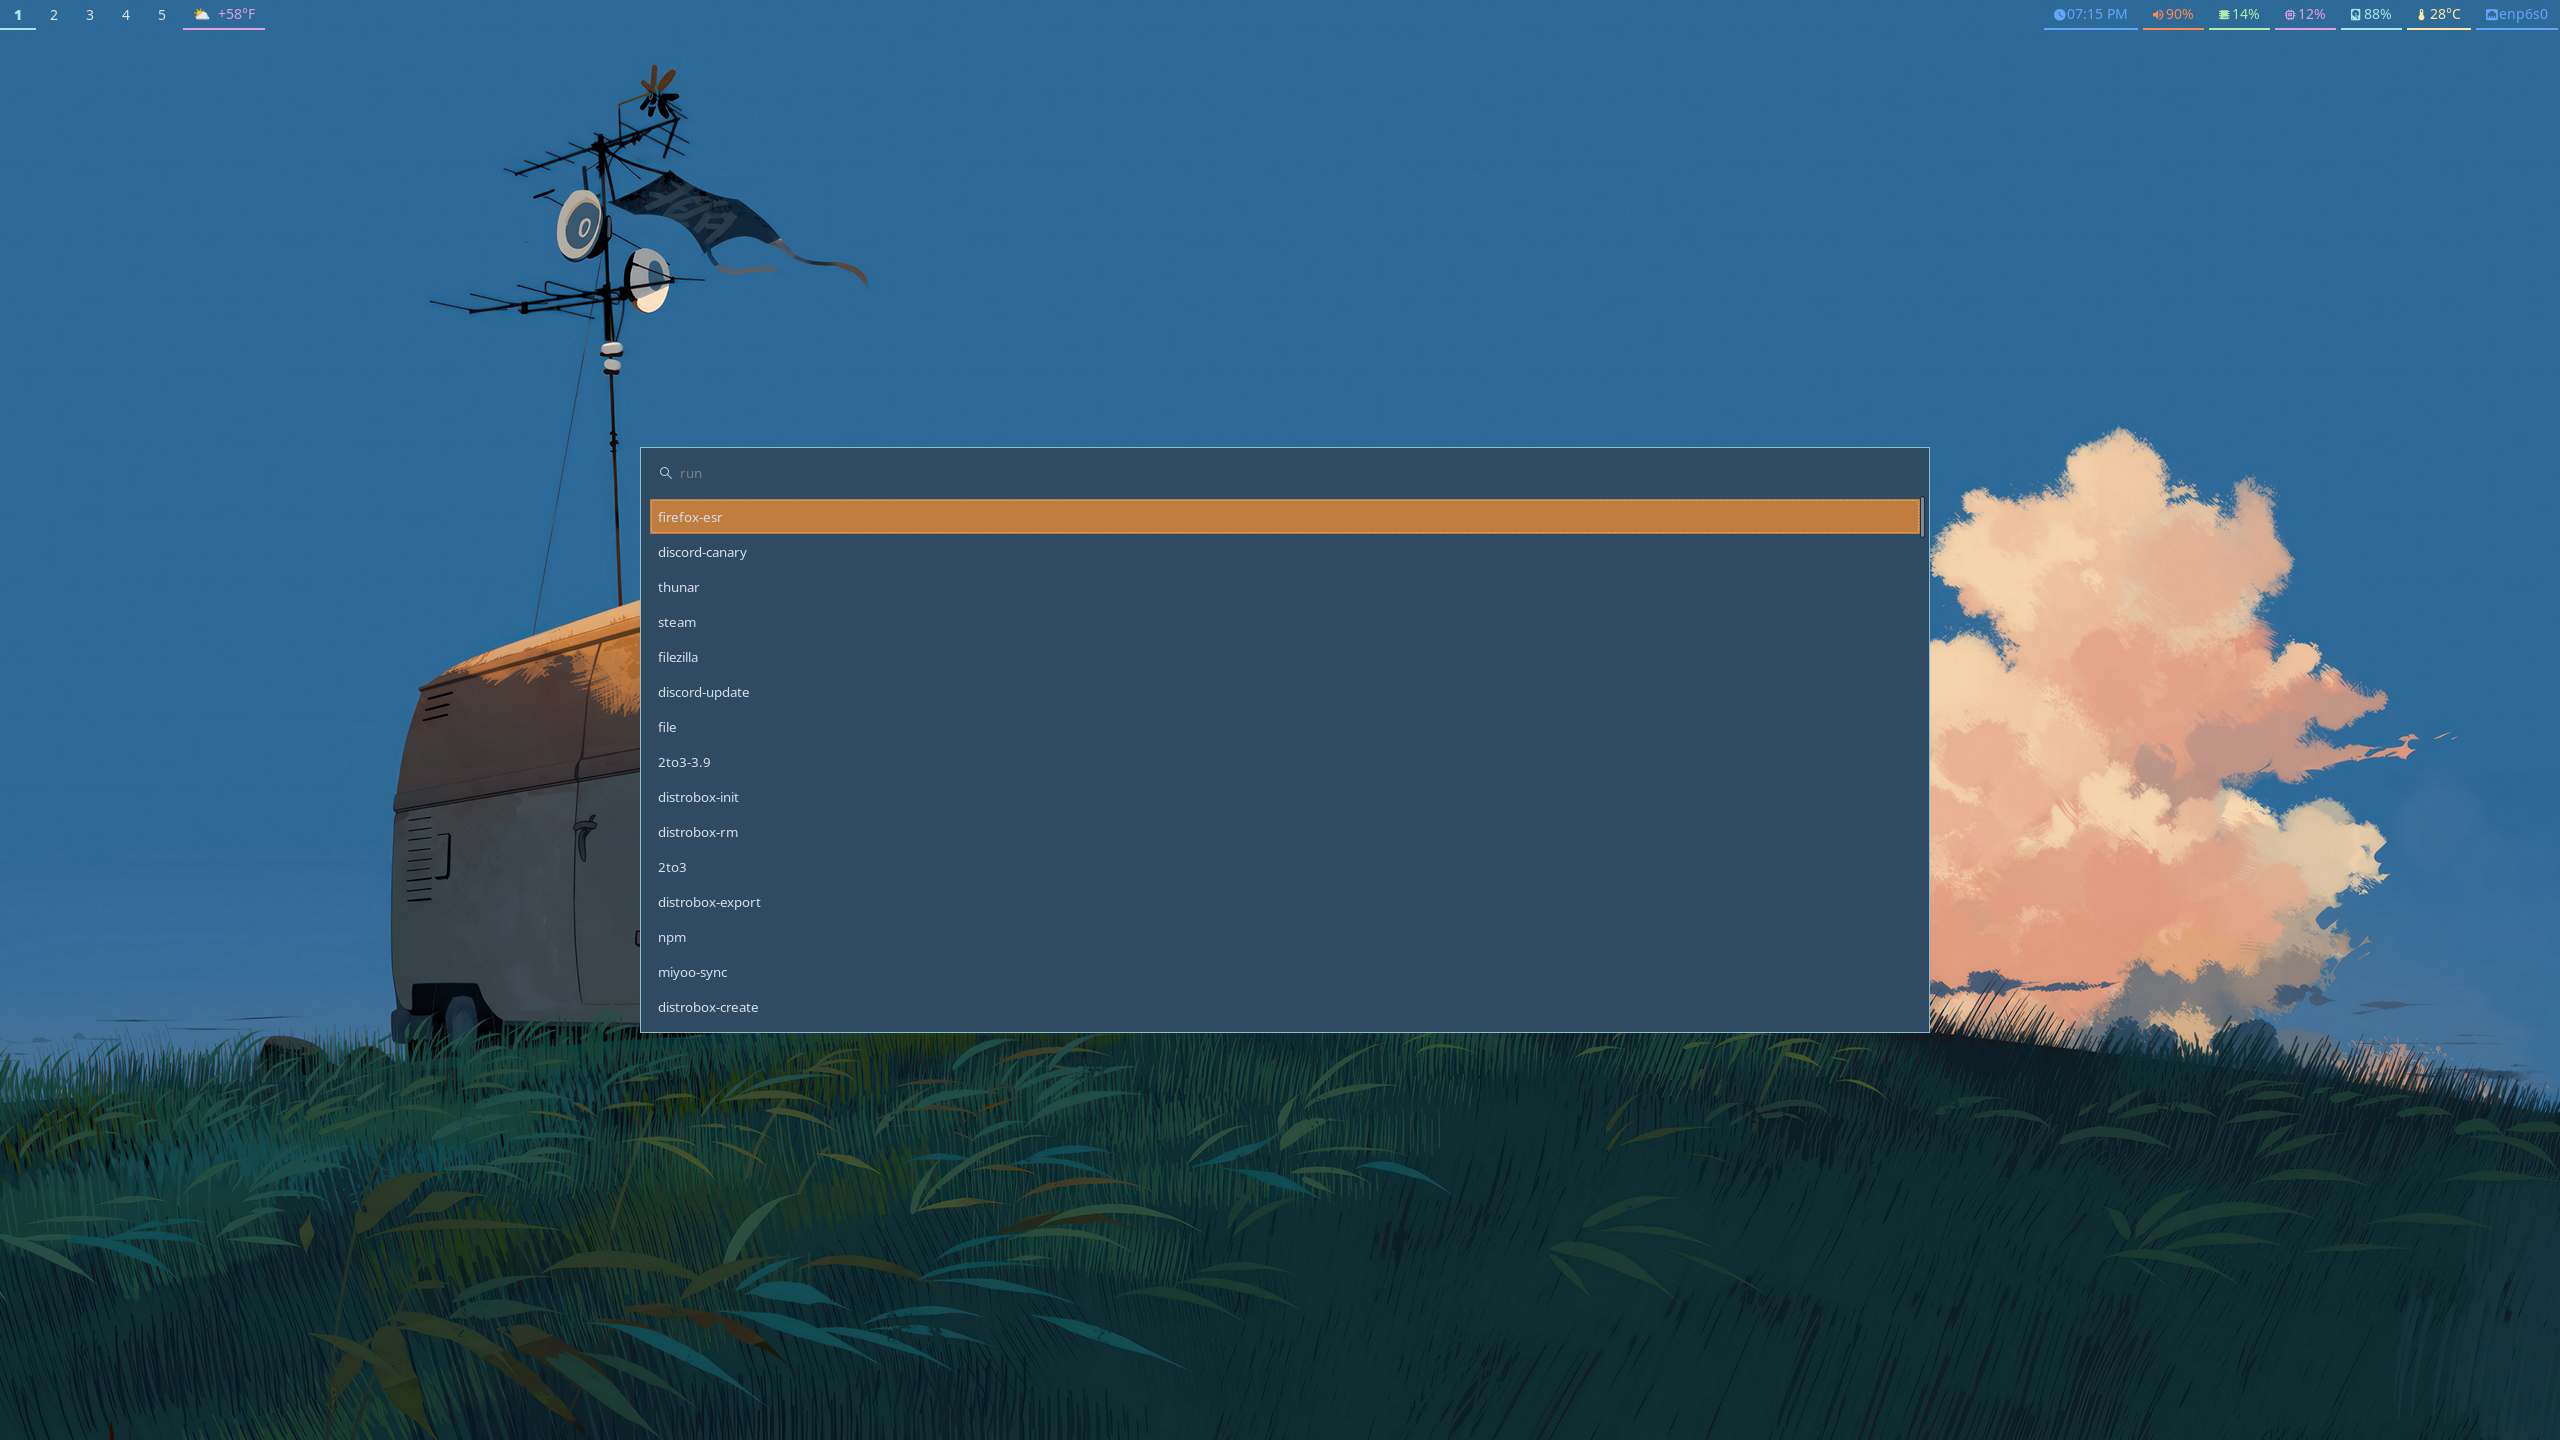 1 2 3 4 5 +58°F 07:15 PM 90% 14% 12% 88% 28°C enp6s0
run
firefox-esr
discord-canary
thunar
steam
filezilla
discord-update
file
2to3-3.9
distrobox-init
distrobox-rm
2to3
distrobox-export
npm
miyoo-sync
distrobox-create